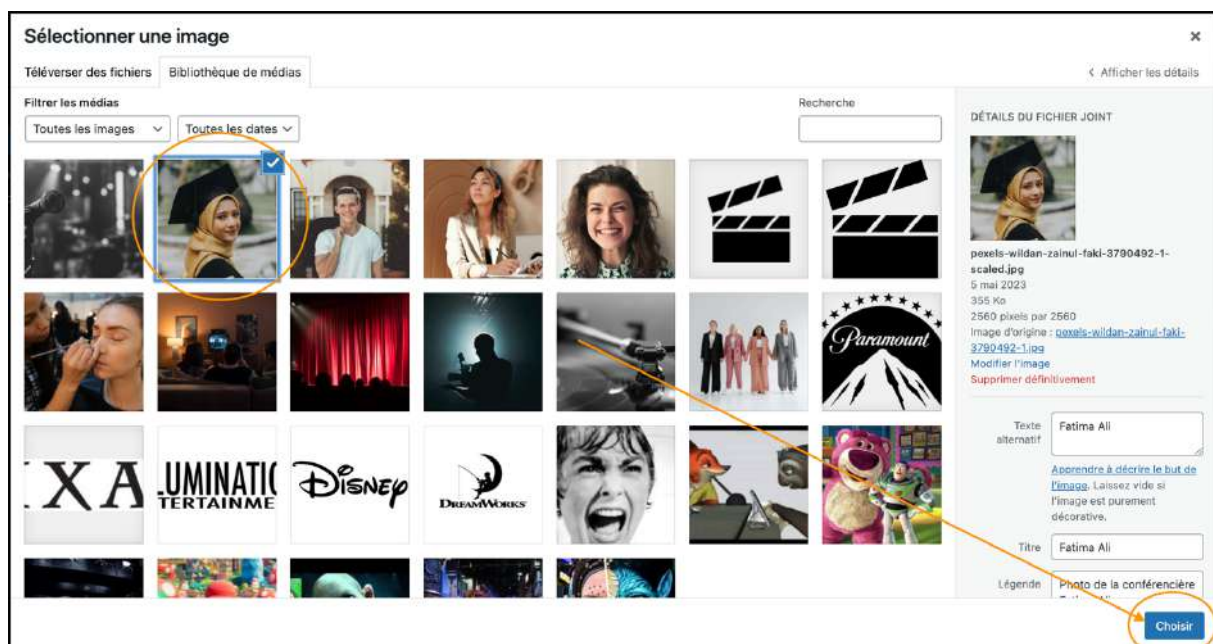 Sélectionner une image
Téléverser des fichiers
Bibliothèque de médias
Afficher les détails
Filtrer les médias
Toutes les images
Toutes les dates
Recherche
Paramount
IXA
LUMINATIO
TERTAINME
Disney
DREAMWORKS
DÉTAILS DU FICHIER JOINT
pexels-wildan-zainul-faki-3790492-1-
scaled.jpg
5 mai 2023
355 Ko
2560 pixels par 2560
Image d'origine : pexels-wildan-zainul-faki-
3790492-1.jpg
Modifier l'image
Supprimer définitivement
Texte
alternatif
Fatima Ali
Apprendre à décrire le but de
l'image. Laissez vide si
l'image est purement
décorative.
Titre
Fatima Ali
Légende
Photo de la conférencière
Choisir